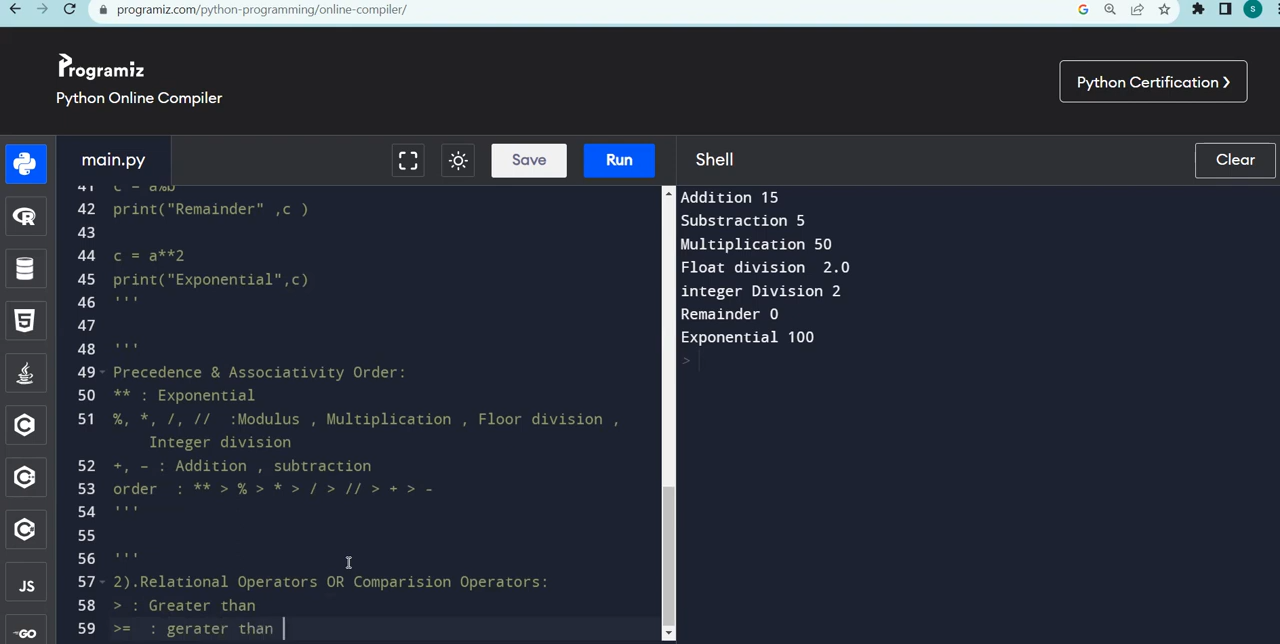 programiz.com/python-programming/online-compiler/
S
Programiz
Python Online Compiler
Python Certification ❯
main.py
Save
Run
Shell
Clear
41 c = a%b
42 print("Remainder" ,c )
43
44 c = a**2
45 print("Exponential",c)
46 '''
47
48 '''
49 Precedence & Associativity Order:
50 ** : Exponential
51 %, *, /, //  :Modulus , Multiplication , Floor division ,
Integer division
52 +, – : Addition , subtraction
53 order  : ** > % > * > / > // > + > -
54 '''
55
56 '''
57 2).Relational Operators OR Comparision Operators:
58 > : Greater than
59 >=  : gerater than
Addition 15
Substraction 5
Multiplication 50
Float division  2.0
integer Division 2
Remainder 0
Exponential 100
>
JS
GO